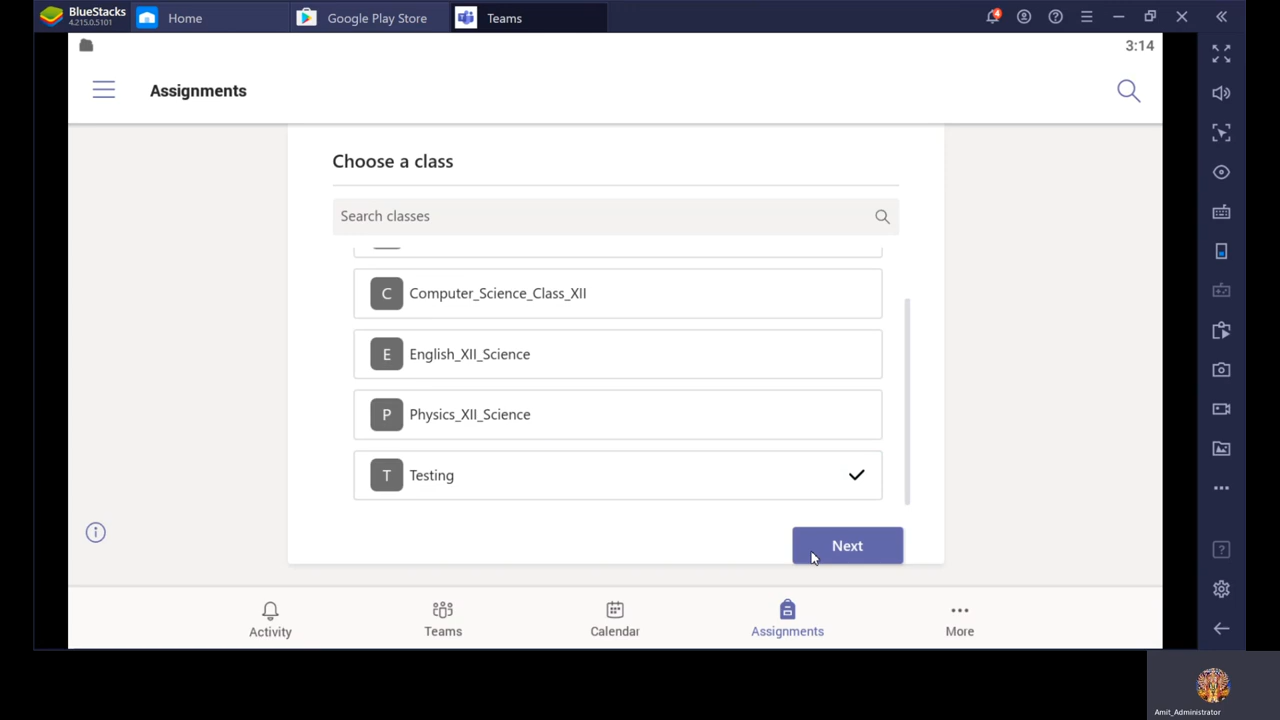 BlueStacks
4.215.0.5101
Home
Google Play Store
Teams
4
3:14
Assignments
Choose a class
Search classes
C Computer_Science_Class_XII
E English_XII_Science
P Physics_XII_Science
T Testing
Next
Activity
Teams
Calendar
Assignments
More
Amit_Administrator